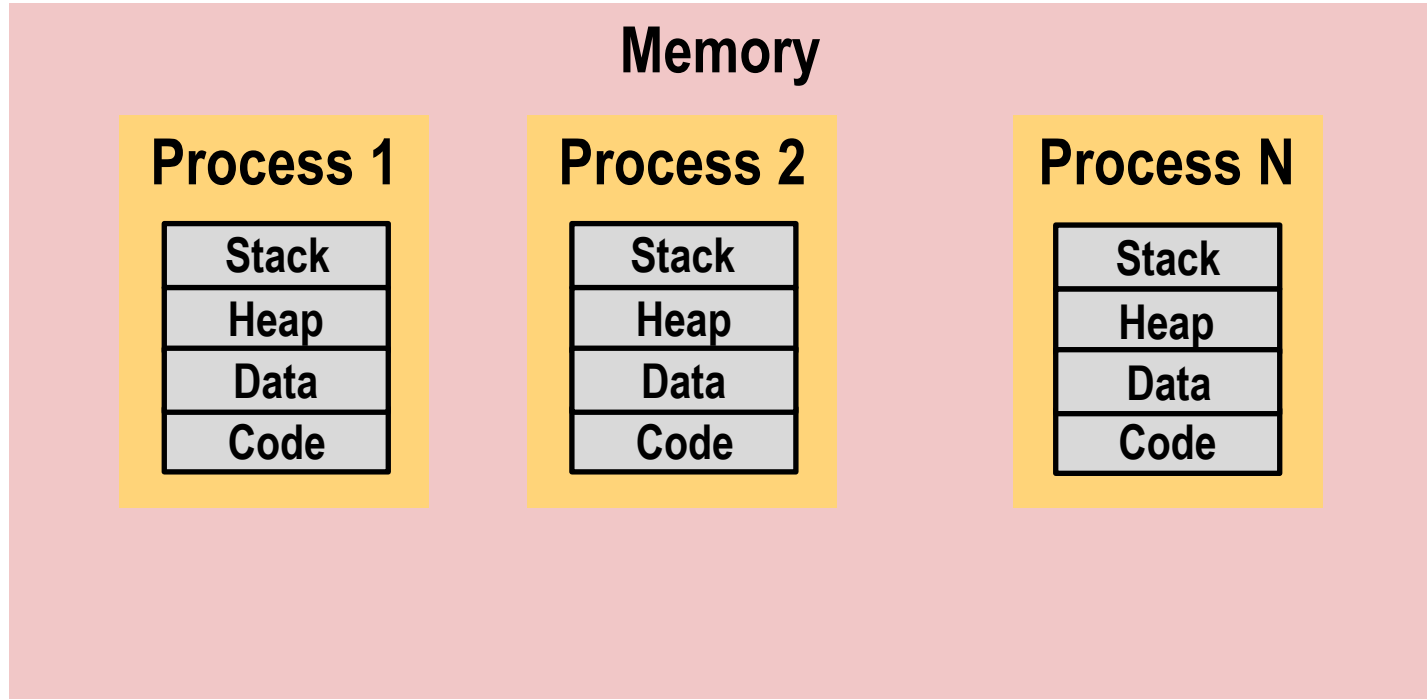 Memory
Process 1
Stack
Heap
Data
Code
Process 2
Stack
Heap
Data
Code
Process N
Stack
Heap
Data
Code